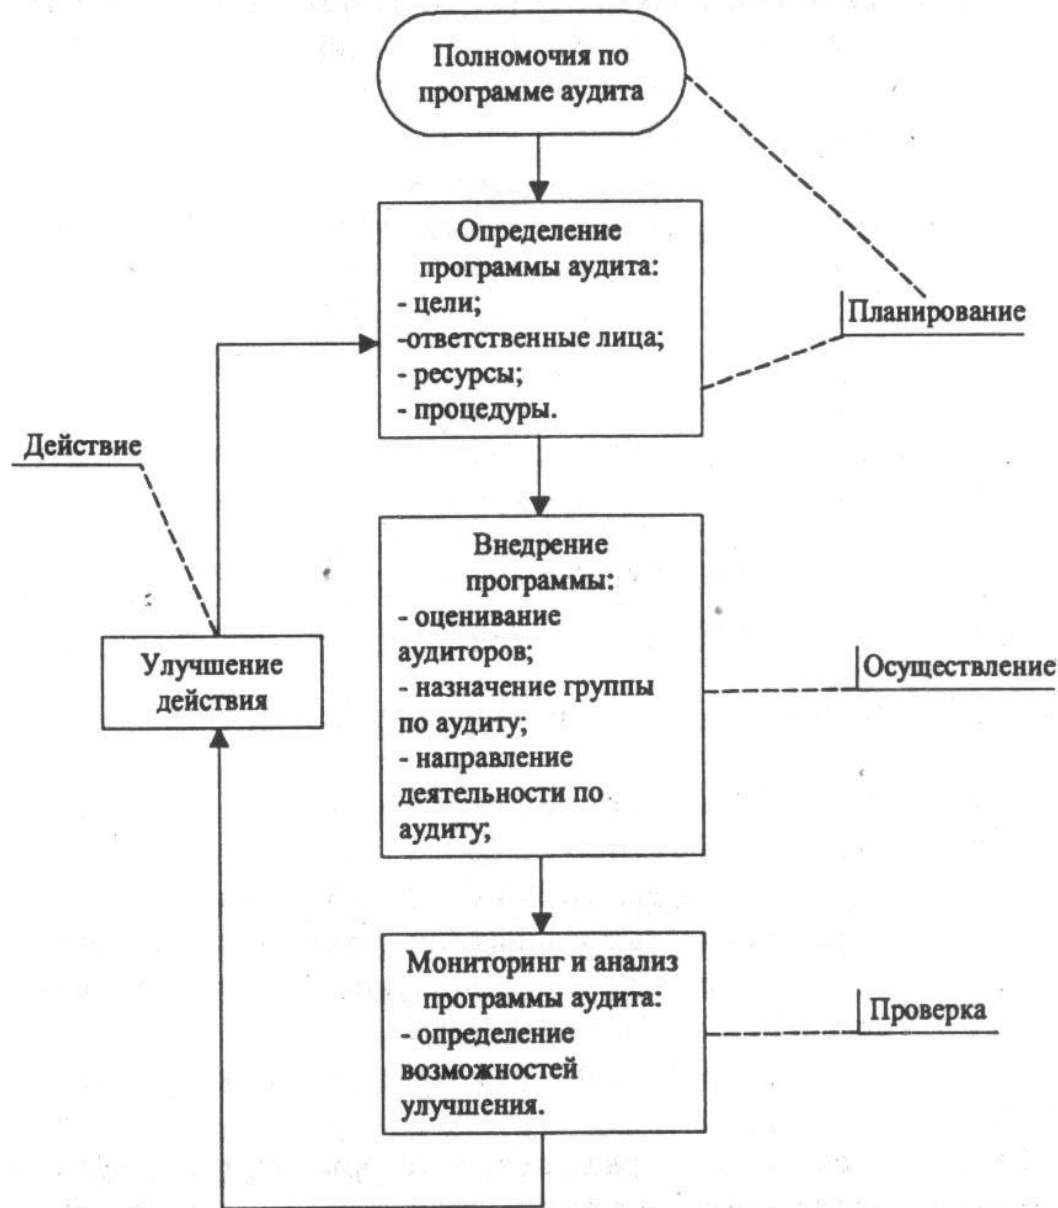 Полномочия по
программе аудита
Определение
программы аудита:
- цели;
-ответственные лица;
- ресурсы;
- процедуры.
Планирование
Действие
Внедрение
программы:
- оценивание
аудиторов;
- назначение группы
по аудиту;
- направление
деятельности по
аудиту;
Улучшение
действия
Осуществление
Мониторинг и анализ
программы аудита:
- определение
возможностей
улучшения.
Проверка